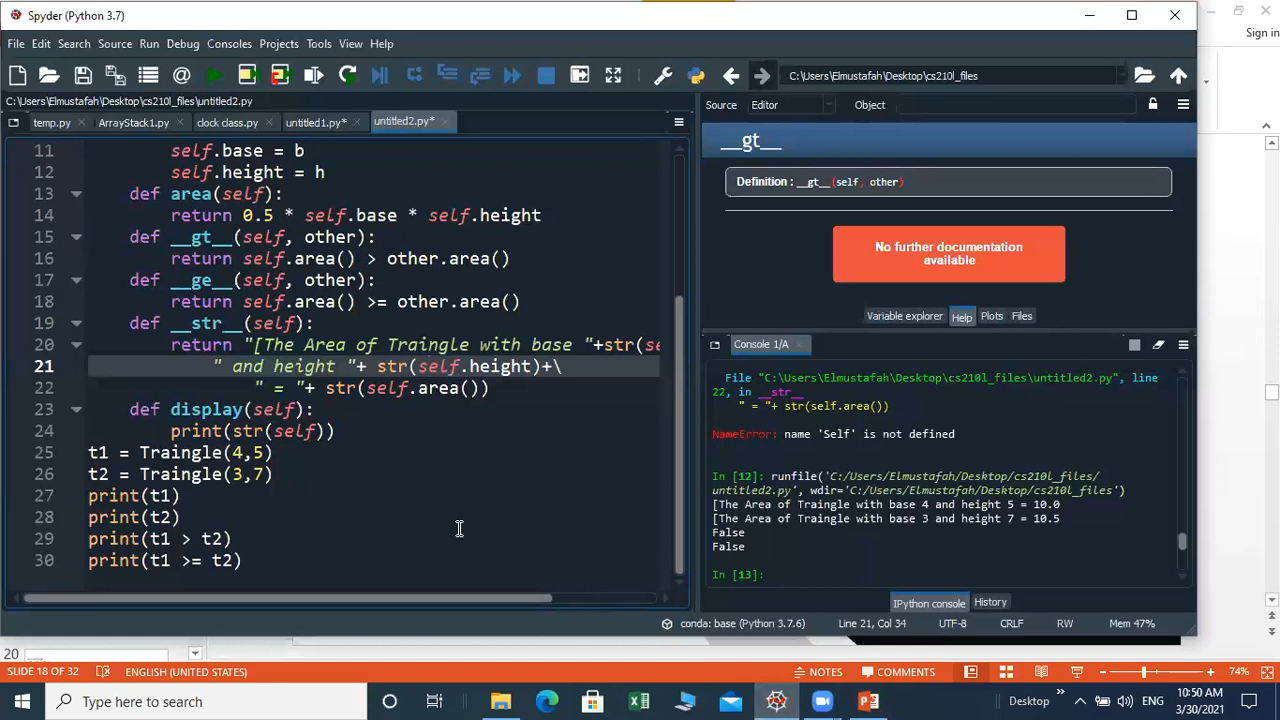 Spyder (Python 3.7)
Sign in
File Edit Search Source Run Debug Consoles Projects Tools View Help
C:\Users\Elmustafah\Desktop\cs210l_files
C:\Users\Elmustafah\Desktop\cs210l_files\untitled2.py
Source Editor Object
temp.py ArrayStack1.py clock class.py untitled1.py* untitled2.py*
11 self.base = b
12 self.height = h
13 def area(self):
14 return 0.5 * self.base * self.height
15 def __gt__(self, other):
16 return self.area() > other.area()
17 def __ge__(self, other):
18 return self.area() >= other.area()
19 def __str__(self):
20 return "[The Area of Traingle with base "+str(se
21 " and height "+ str(self.height)+\
22 " = "+ str(self.area())
23 def display(self):
24 print(str(self))
25 t1 = Traingle(4,5)
26 t2 = Traingle(3,7)
27 print(t1)
28 print(t2)
29 print(t1 > t2)
30 print(t1 >= t2)
__gt__
Definition : __gt__(self, other)
No further documentation
available
Variable explorer Help Plots Files
Console 1/A
File "C:\Users\Elmustafah\Desktop\cs210l_files\untitled2.py", line
22, in __str__
" = "+ str(self.area())
NameError: name 'Self' is not defined
In [12]: runfile('C:/Users/Elmustafah/Desktop/cs210l_files/
untitled2.py', wdir='C:/Users/Elmustafah/Desktop/cs210l_files')
[The Area of Traingle with base 4 and height 5 = 10.0
[The Area of Traingle with base 3 and height 7 = 10.5
False
False
In [13]:
IPython console History
conda: base (Python 3.7.6) Line 21, Col 34 UTF-8 CRLF RW Mem 47%
20
SLIDE 18 OF 32 ENGLISH (UNITED STATES) NOTES COMMENTS 74%
Type here to search
Desktop ENG
10:50 AM
3/30/2021